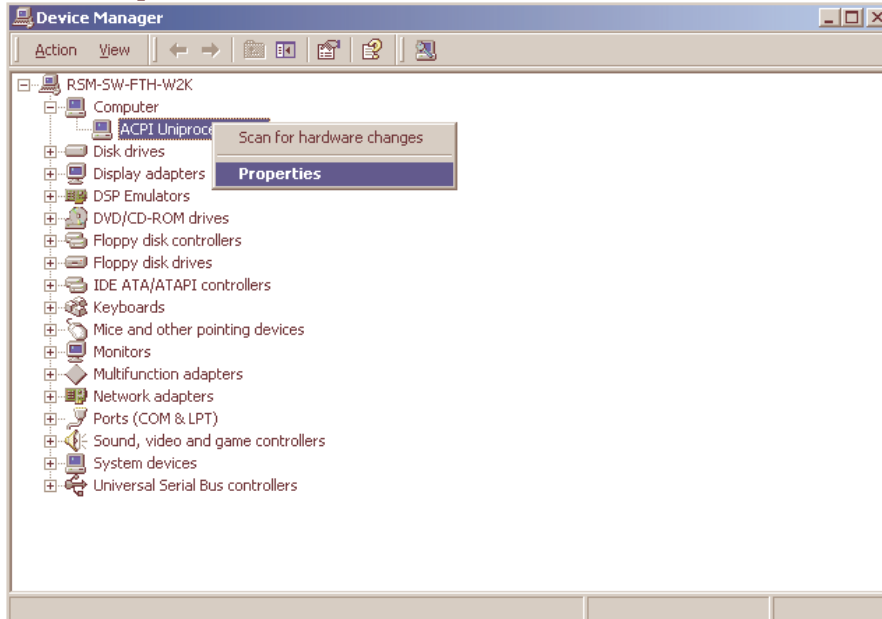 Device Manager
Action View
RSM-SW-FTH-W2K
Computer
ACPI Uniproce
Scan for hardware changes
Properties
Disk drives
Display adapters
DSP Emulators
DVD/CD-ROM drives
Floppy disk controllers
Floppy disk drives
IDE ATA/ATAPI controllers
Keyboards
Mice and other pointing devices
Monitors
Multifunction adapters
Network adapters
Ports (COM & LPT)
Sound, video and game controllers
System devices
Universal Serial Bus controllers